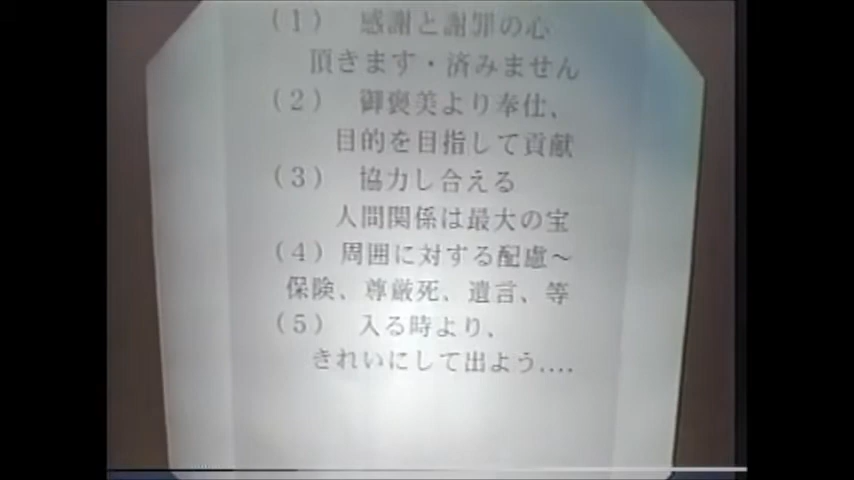 (１)　感謝と謝罪の心
頂きます・済みません
(２)　御褒美より奉仕、
目的を目指して貢献
(３)　協力し合える
人間関係は最大の宝
(４) 周囲に対する配慮～
保険、尊厳死、遺言、等
(５)　入る時より、
きれいにして出よう....